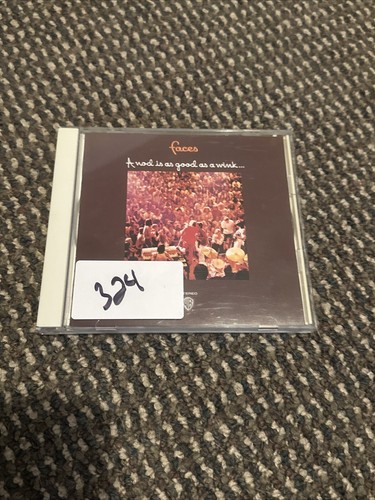 faces
A nod is as good as a wink...
324